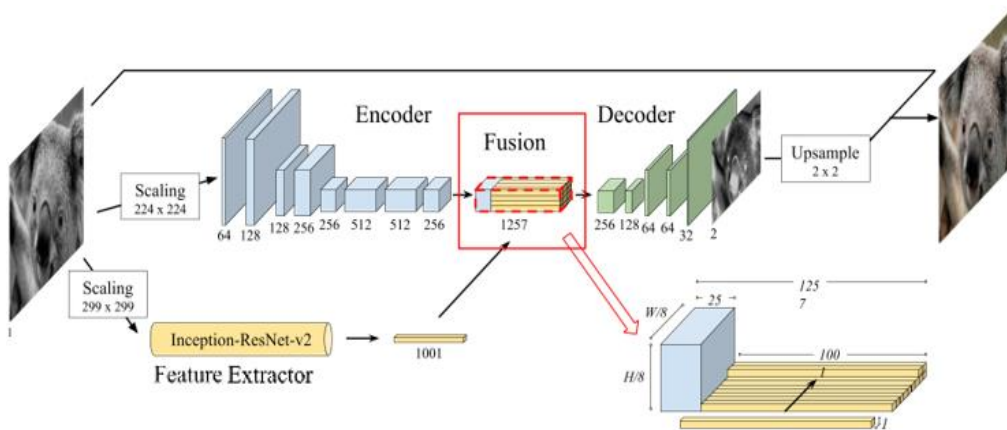 Encoder
Fusion
Decoder
Scaling
224 x 224
Upsample
2 x 2
64 128 128 256 256 512 512 256
1257
256 128 64 64 32 2
Scaling
299 x 299
1
Inception-ResNet-v2
1001
Feature Extractor
125
7
25
W/8
H/8
100
1